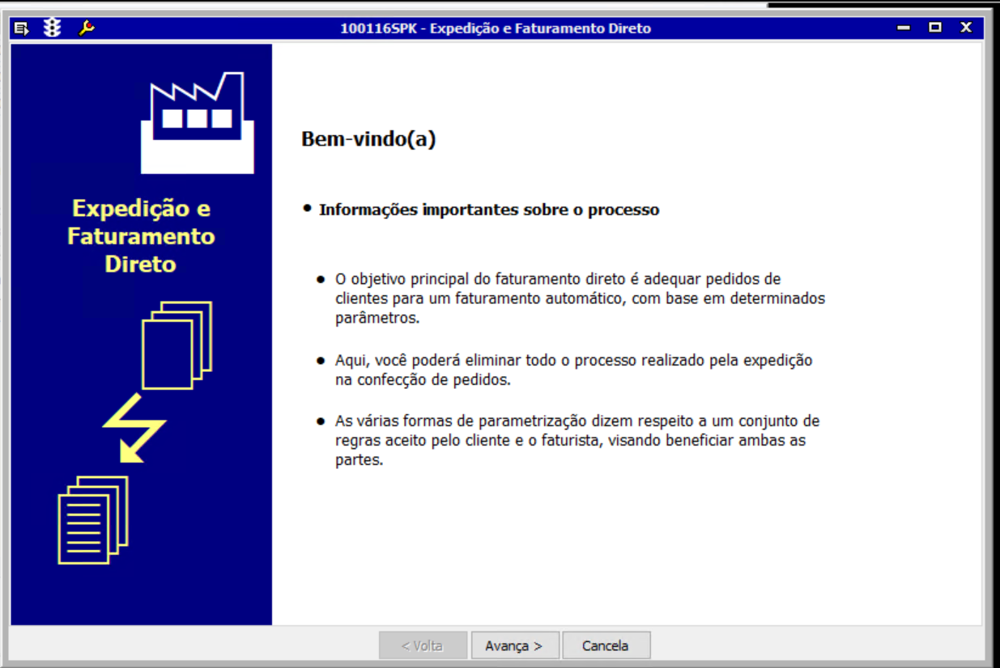 100116SPK - Expedição e Faturamento Direto
Expedição e
Faturamento
Direto
Bem-vindo(a)
• Informações importantes sobre o processo
• O objetivo principal do faturamento direto é adequar pedidos de
clientes para um faturamento automático, com base em determinados
parâmetros.
• Aqui, você poderá eliminar todo o processo realizado pela expedição
na confecção de pedidos.
• As várias formas de parametrização dizem respeito a um conjunto de
regras aceito pelo cliente e o faturista, visando beneficiar ambas as
partes.
< Volta
Avança >
Cancela